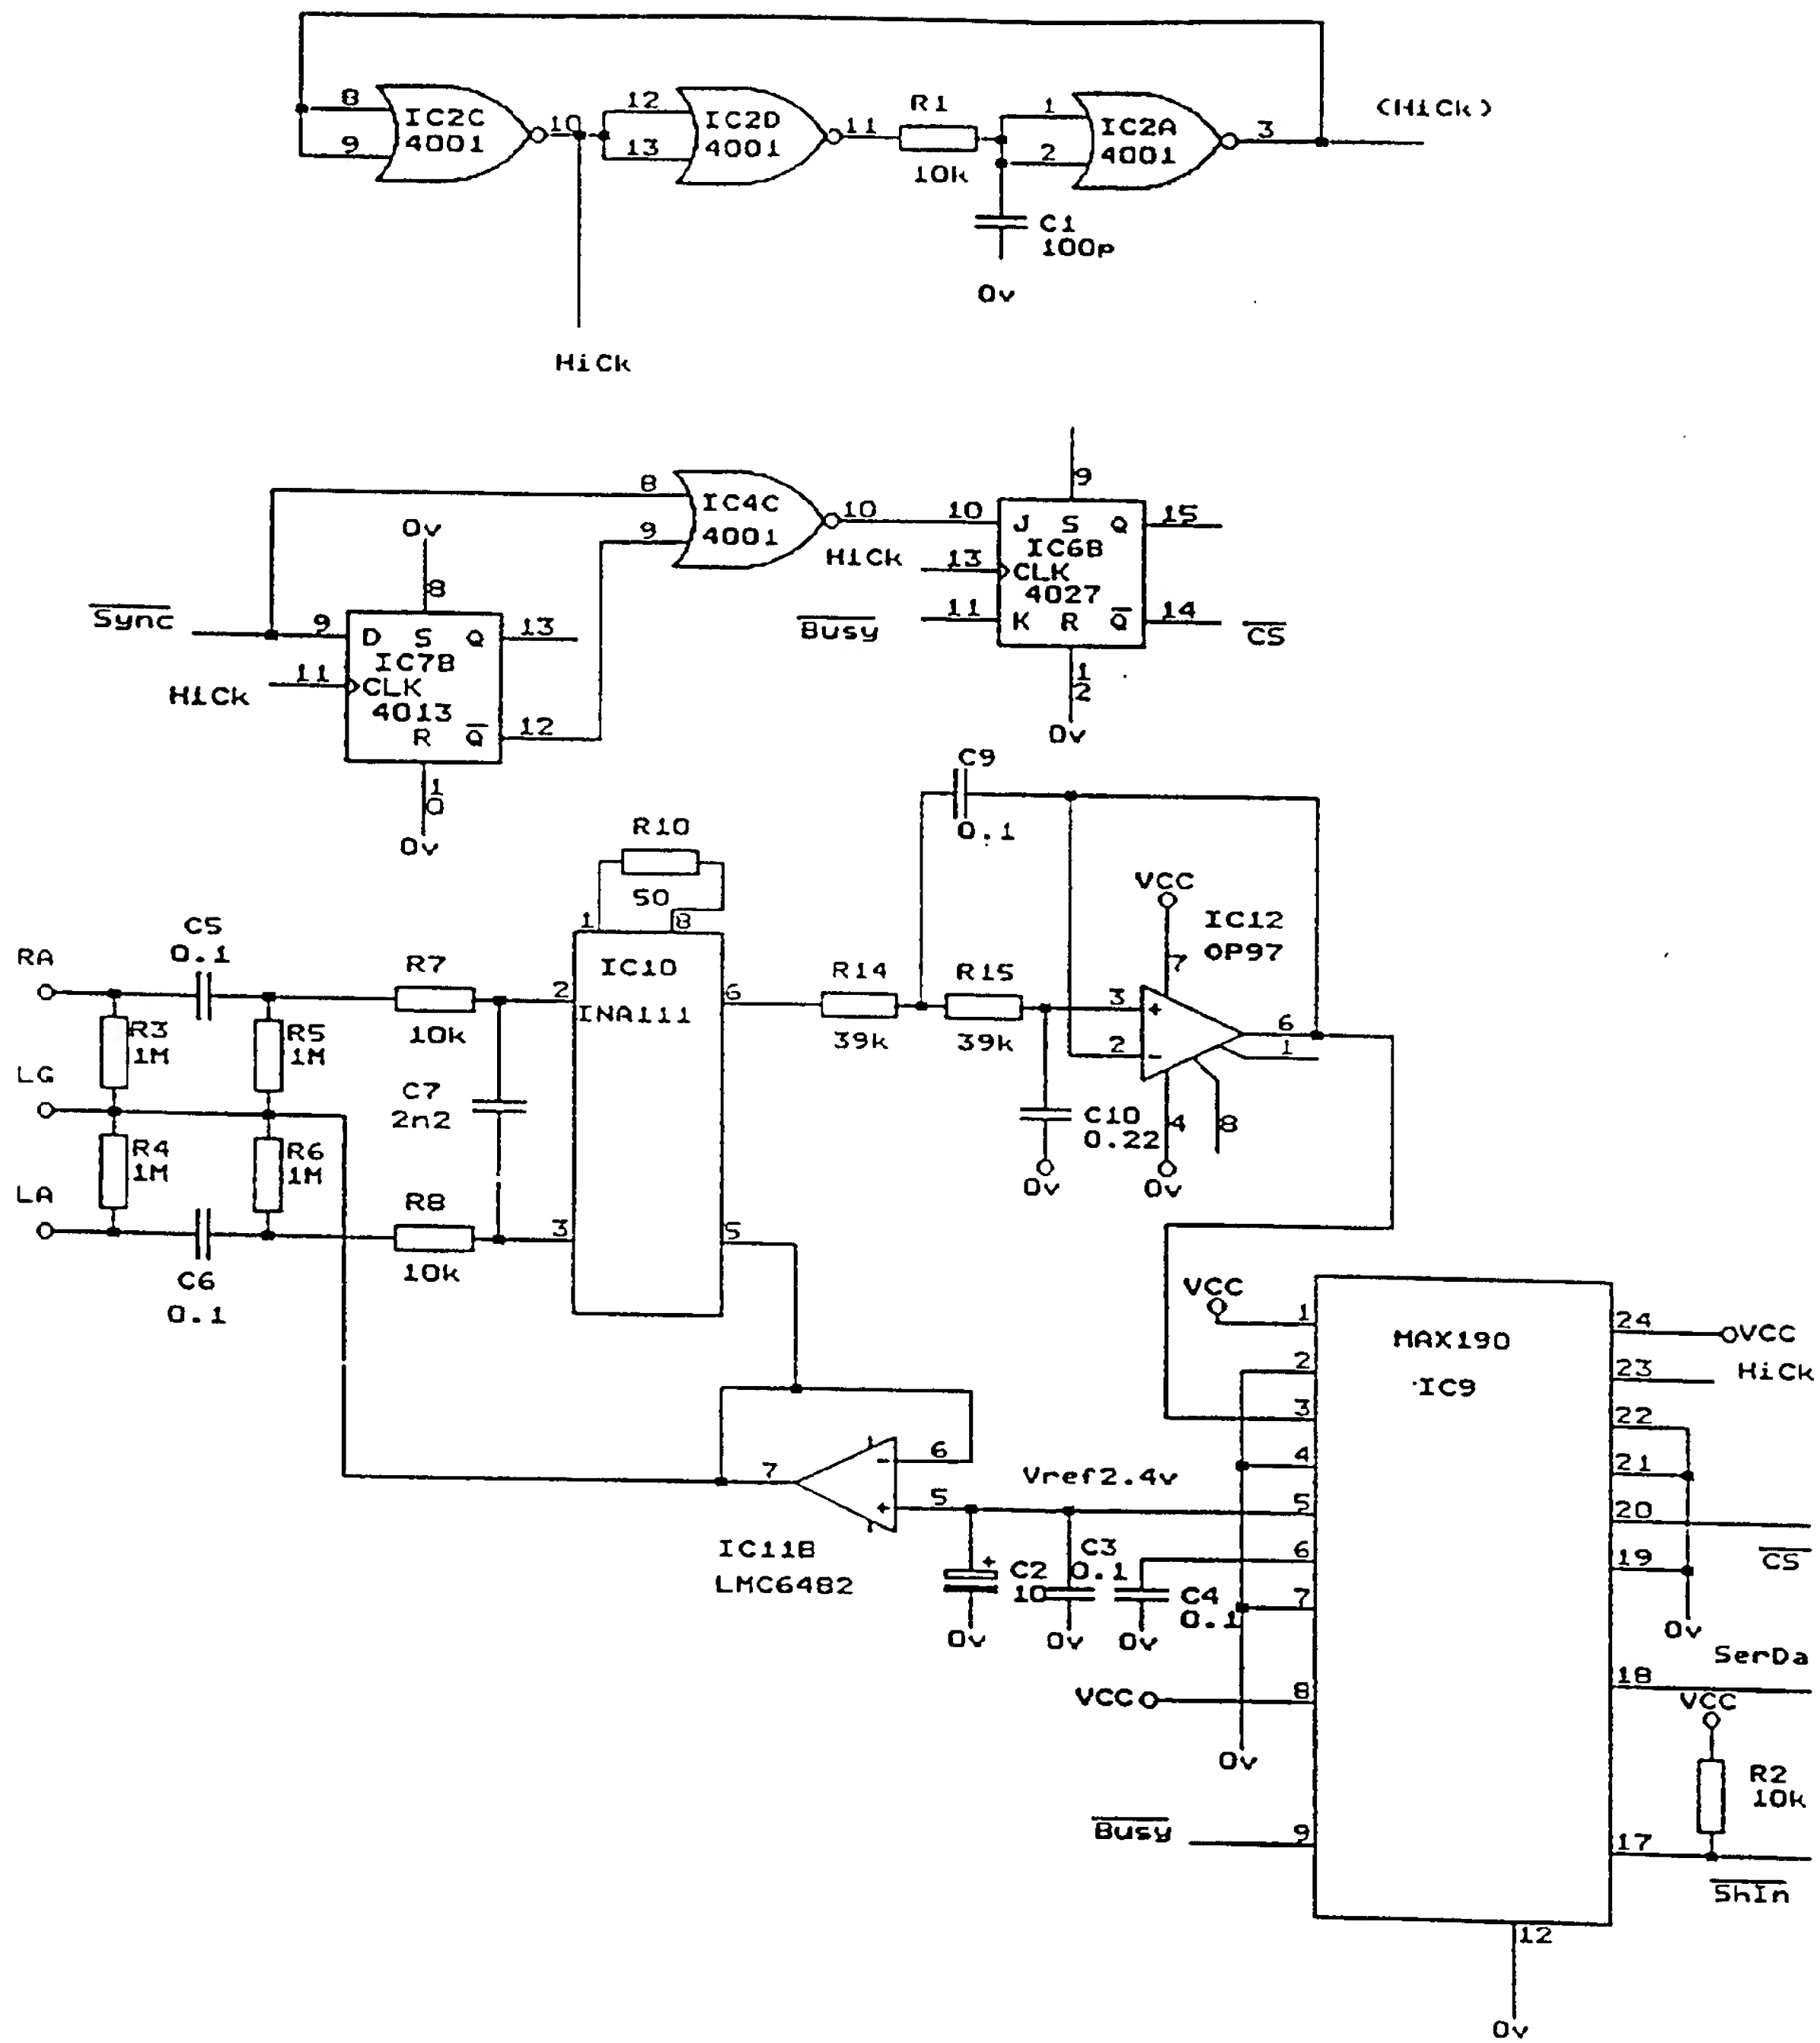 8 IC2C 10 12 IC2D 11 R1 1 IC2A 3 (HiCk)
9 4001 13 4001 10k 2 4001
C1
100p
0v
HiCk
9
8 IC4C 10 10 J S Q 15
0v 9 4001 HiCk 13 IC6B
CLK
8 4027
Sync 9 D S Q 13 Busy 11 K R Q 14 CS
IC7B
HiCk 11 CLK 1
4013 2
R Q 12 0v
C9
1
0 0.1
0v
R10
50 VCC
1 8 IC12
C5 OP97
RA 0.1 R7 IC10 R14 R15 7
2 INA111 6 3 +
R3 R5 10k 39k 39k 6
1M 1M 2 - 1
LG C7
2n2 C10 4 8
R4 R6 0.22
1M 1M 0v 0v
LA R8
3 5
C6 10k
0.1
VCC
1 MAX190 24 VCC
2 IC9 23 HiCk
3 22
6 - 4 21
7 Vref2.4v
5 + 5 20
IC11B C3 6 CS
LMC6482 + C2 0.1 C4 19
10 7
0v 0v 0v 0.1 0v
SerDa
18
VCC 8 VCC
0v R2
10k
Busy 9 17
ShIn
12
0v